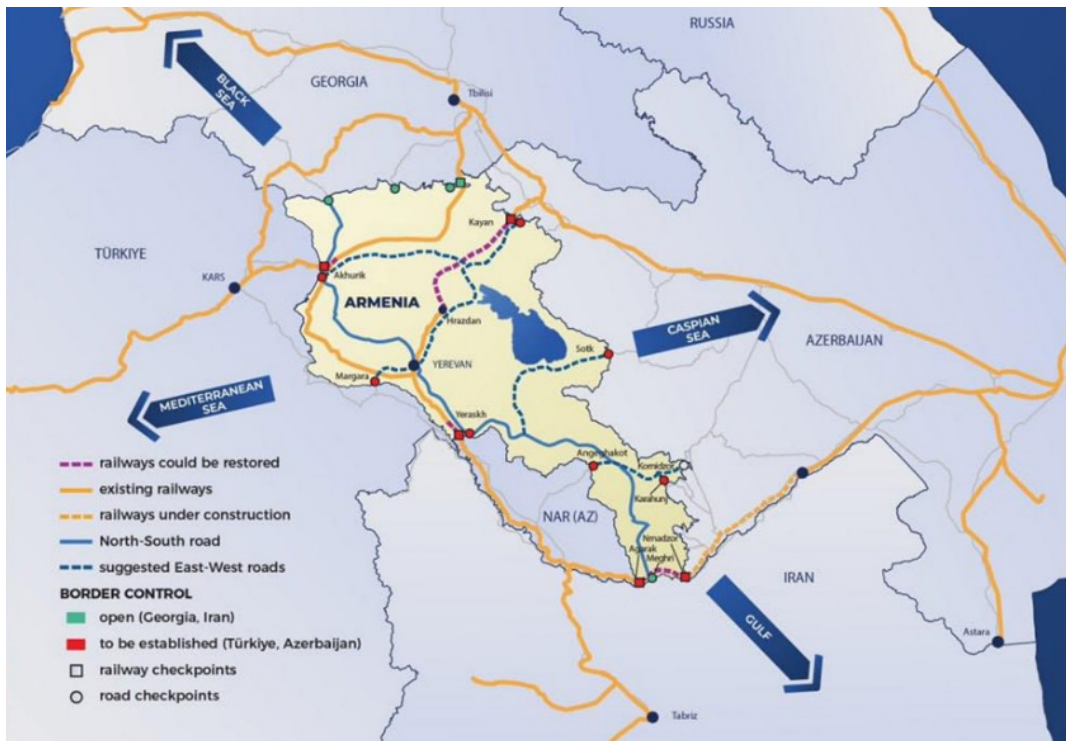 RUSSIA
BLACK
SEA
GEORGIA
Tbilisi
Kayan
TÜRKIYE
KARS
Akhurik
ARMENIA
Hrazdan
CASPIAN
SEA
AZERBAIJAN
Sotk
YEREVAN
Margara
MEDITERRANEAN
SEA
Yeraskh
Angeghakot
Kornidzor
Karahunj
NAR (AZ)
Nrnadzor
Agarak
Meghri
IRAN
GULF
Astara
Tabriz
railways could be restored
existing railways
railways under construction
North-South road
suggested East-West roads
BORDER CONTROL
open (Georgia, Iran)
to be established (Türkiye, Azerbaijan)
railway checkpoints
road checkpoints